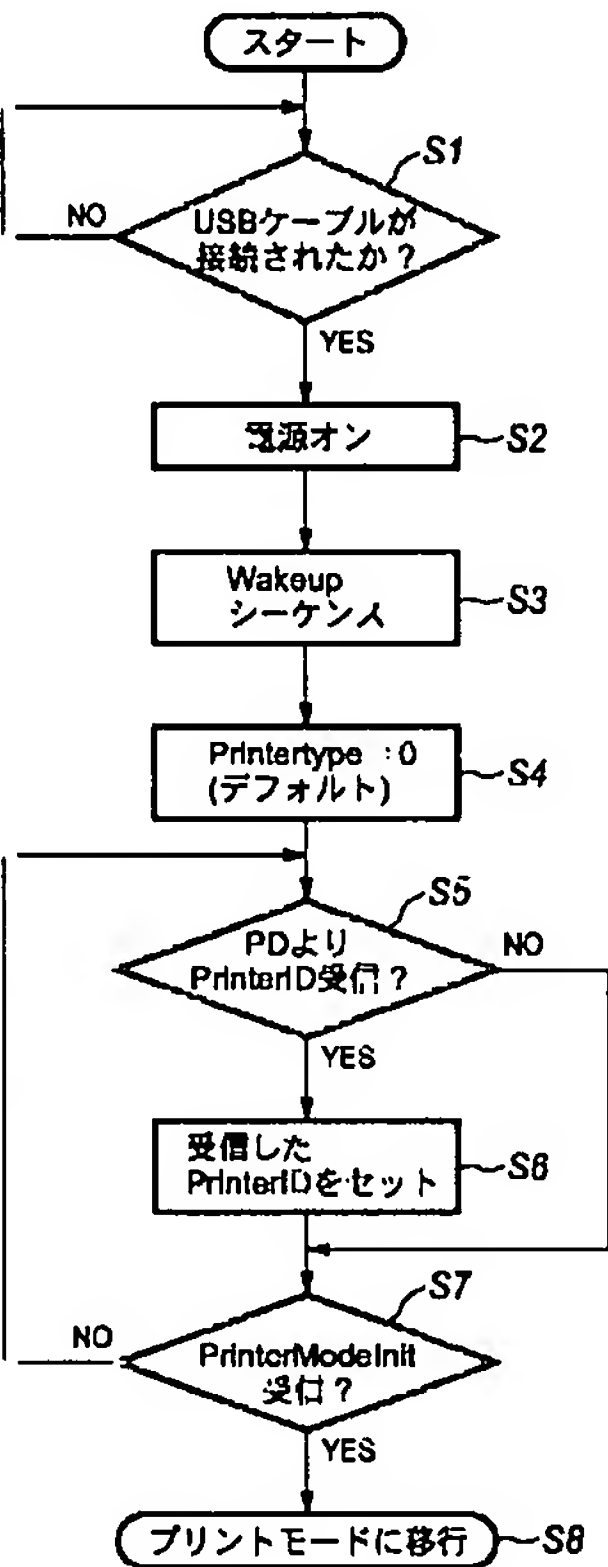 スタート
S1
NO
USBケーブルが
接続されたか?
YES
電源オン
S2
Wakeup
シーケンス
S3
Printertype :0
(デフォルト)
S4
S5
PDより
NO
PrinterID受信?
YES
受信した
PrinterIDをセット
S6
S7
NO
PrinterModeInit
受信?
YES
プリントモードに移行
S8